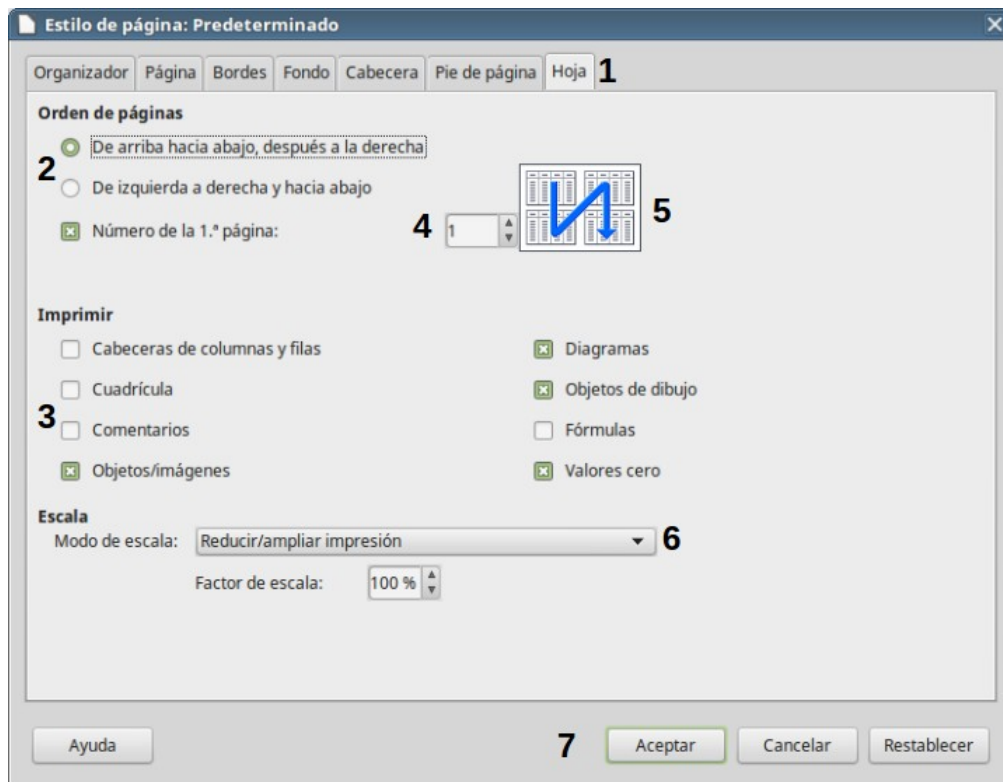 Estilo de página: Predeterminado
Organizador Página Bordes Fondo Cabecera Pie de página Hoja 1
Orden de páginas
2 De arriba hacia abajo, después a la derecha
De izquierda a derecha y hacia abajo
Número de la 1.ª página: 4 1 5
Imprimir
Cabeceras de columnas y filas Diagramas
Cuadrícula Objetos de dibujo
3 Comentarios Fórmulas
Objetos/imágenes Valores cero
Escala
Modo de escala: Reducir/ampliar impresión 6
Factor de escala: 100 %
Ayuda 7 Aceptar Cancelar Restablecer